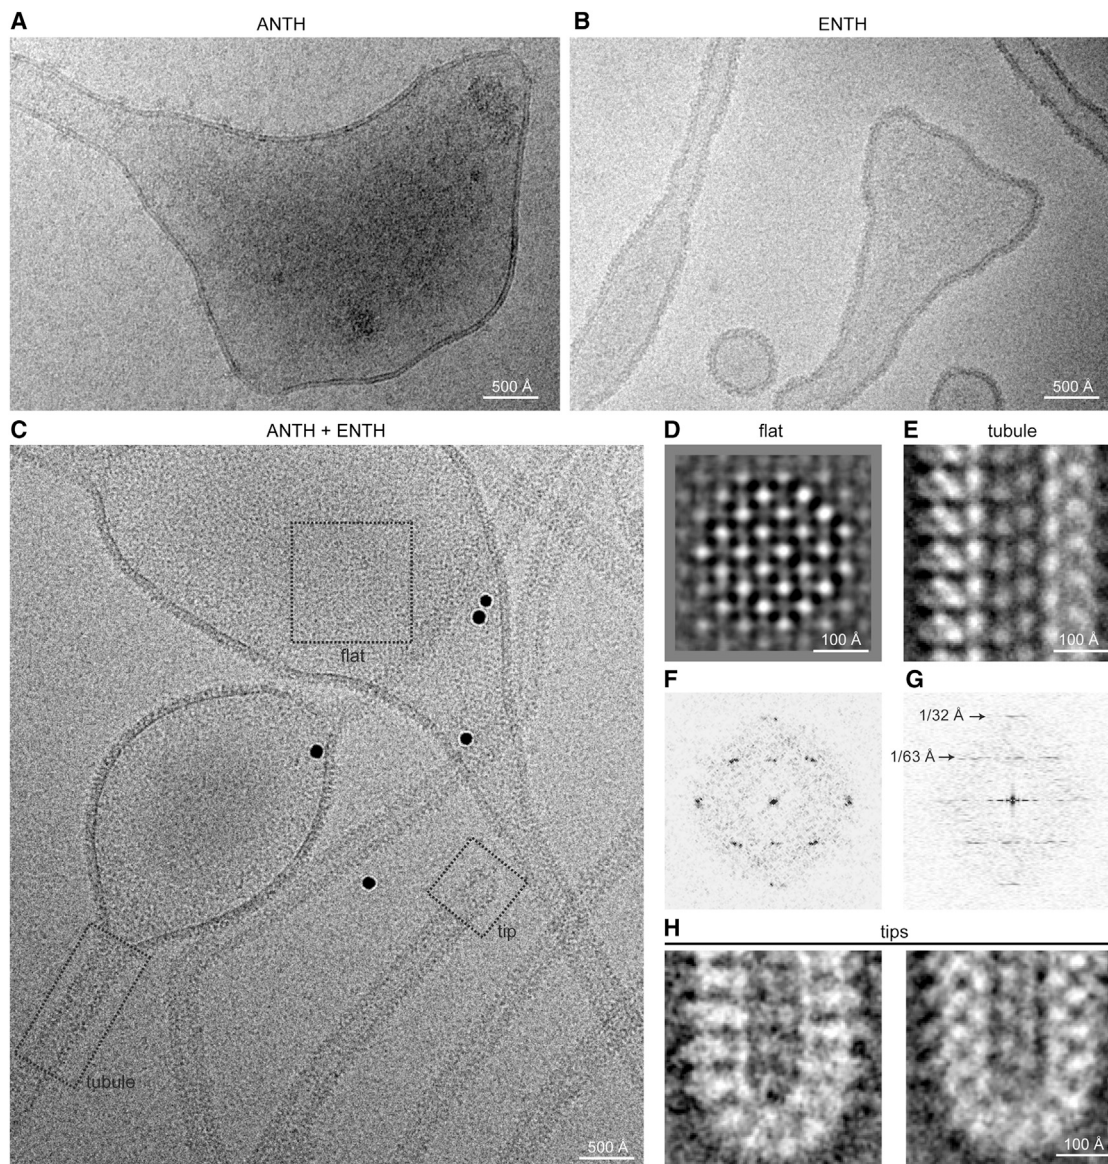 A
ANTH
500 Å
B
ENTH
500 Å
C
ANTH + ENTH
flat
tip
tubule
500 Å
D
flat
100 Å
E
tubule
100 Å
F
G
1/32 Å
1/63 Å
H
tips
100 Å